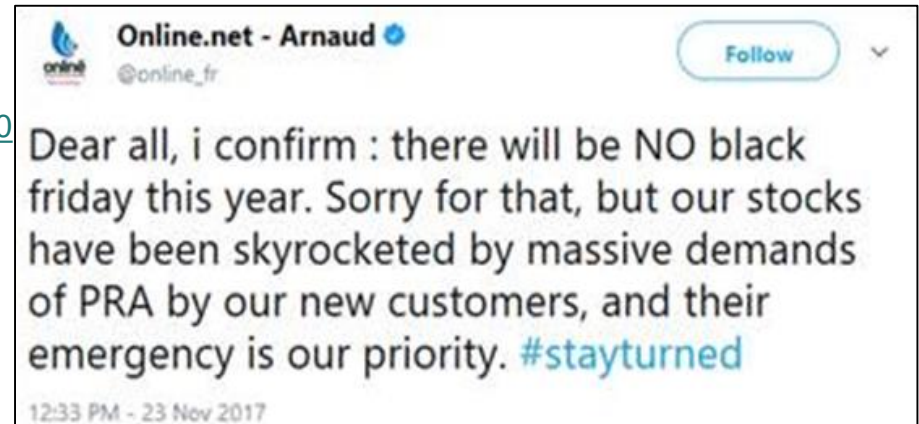 Online.net - Arnaud
online
@online_fr
Follow
0
Dear all, i confirm : there will be NO black
friday this year. Sorry for that, but our stocks
have been skyrocketed by massive demands
of PRA by our new customers, and their
emergency is our priority. #stayturned
12:33 PM - 23 Nov 2017